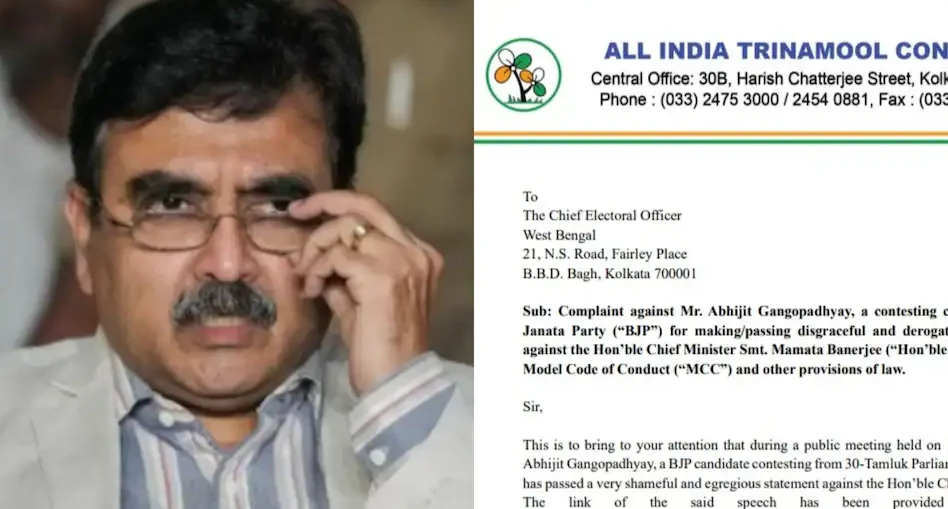 ALL INDIA TRINAMOOL CON
Central Office: 30B, Harish Chatterjee Street, Kolk
Phone : (033) 2475 3000 / 2454 0881, Fax : (033
To
The Chief Electoral Officer
West Bengal
21, N.S. Road, Fairley Place
B.B.D. Bagh, Kolkata 700001
Sub: Complaint against Mr. Abhijit Gangopadhyay, a contesting c
Janata Party (“BJP”) for making/passing disgraceful and derogat
against the Hon’ble Chief Minister Smt. Mamata Banerjee (“Hon’ble
Model Code of Conduct (“MCC”) and other provisions of law.
Sir,
This is to bring to your attention that during a public meeting held on
Abhijit Gangopadhyay, a BJP candidate contesting from 30-Tamluk Parlian
has passed a very shameful and egregious statement against the Hon’ble Cl
The link of the said speech has been provided